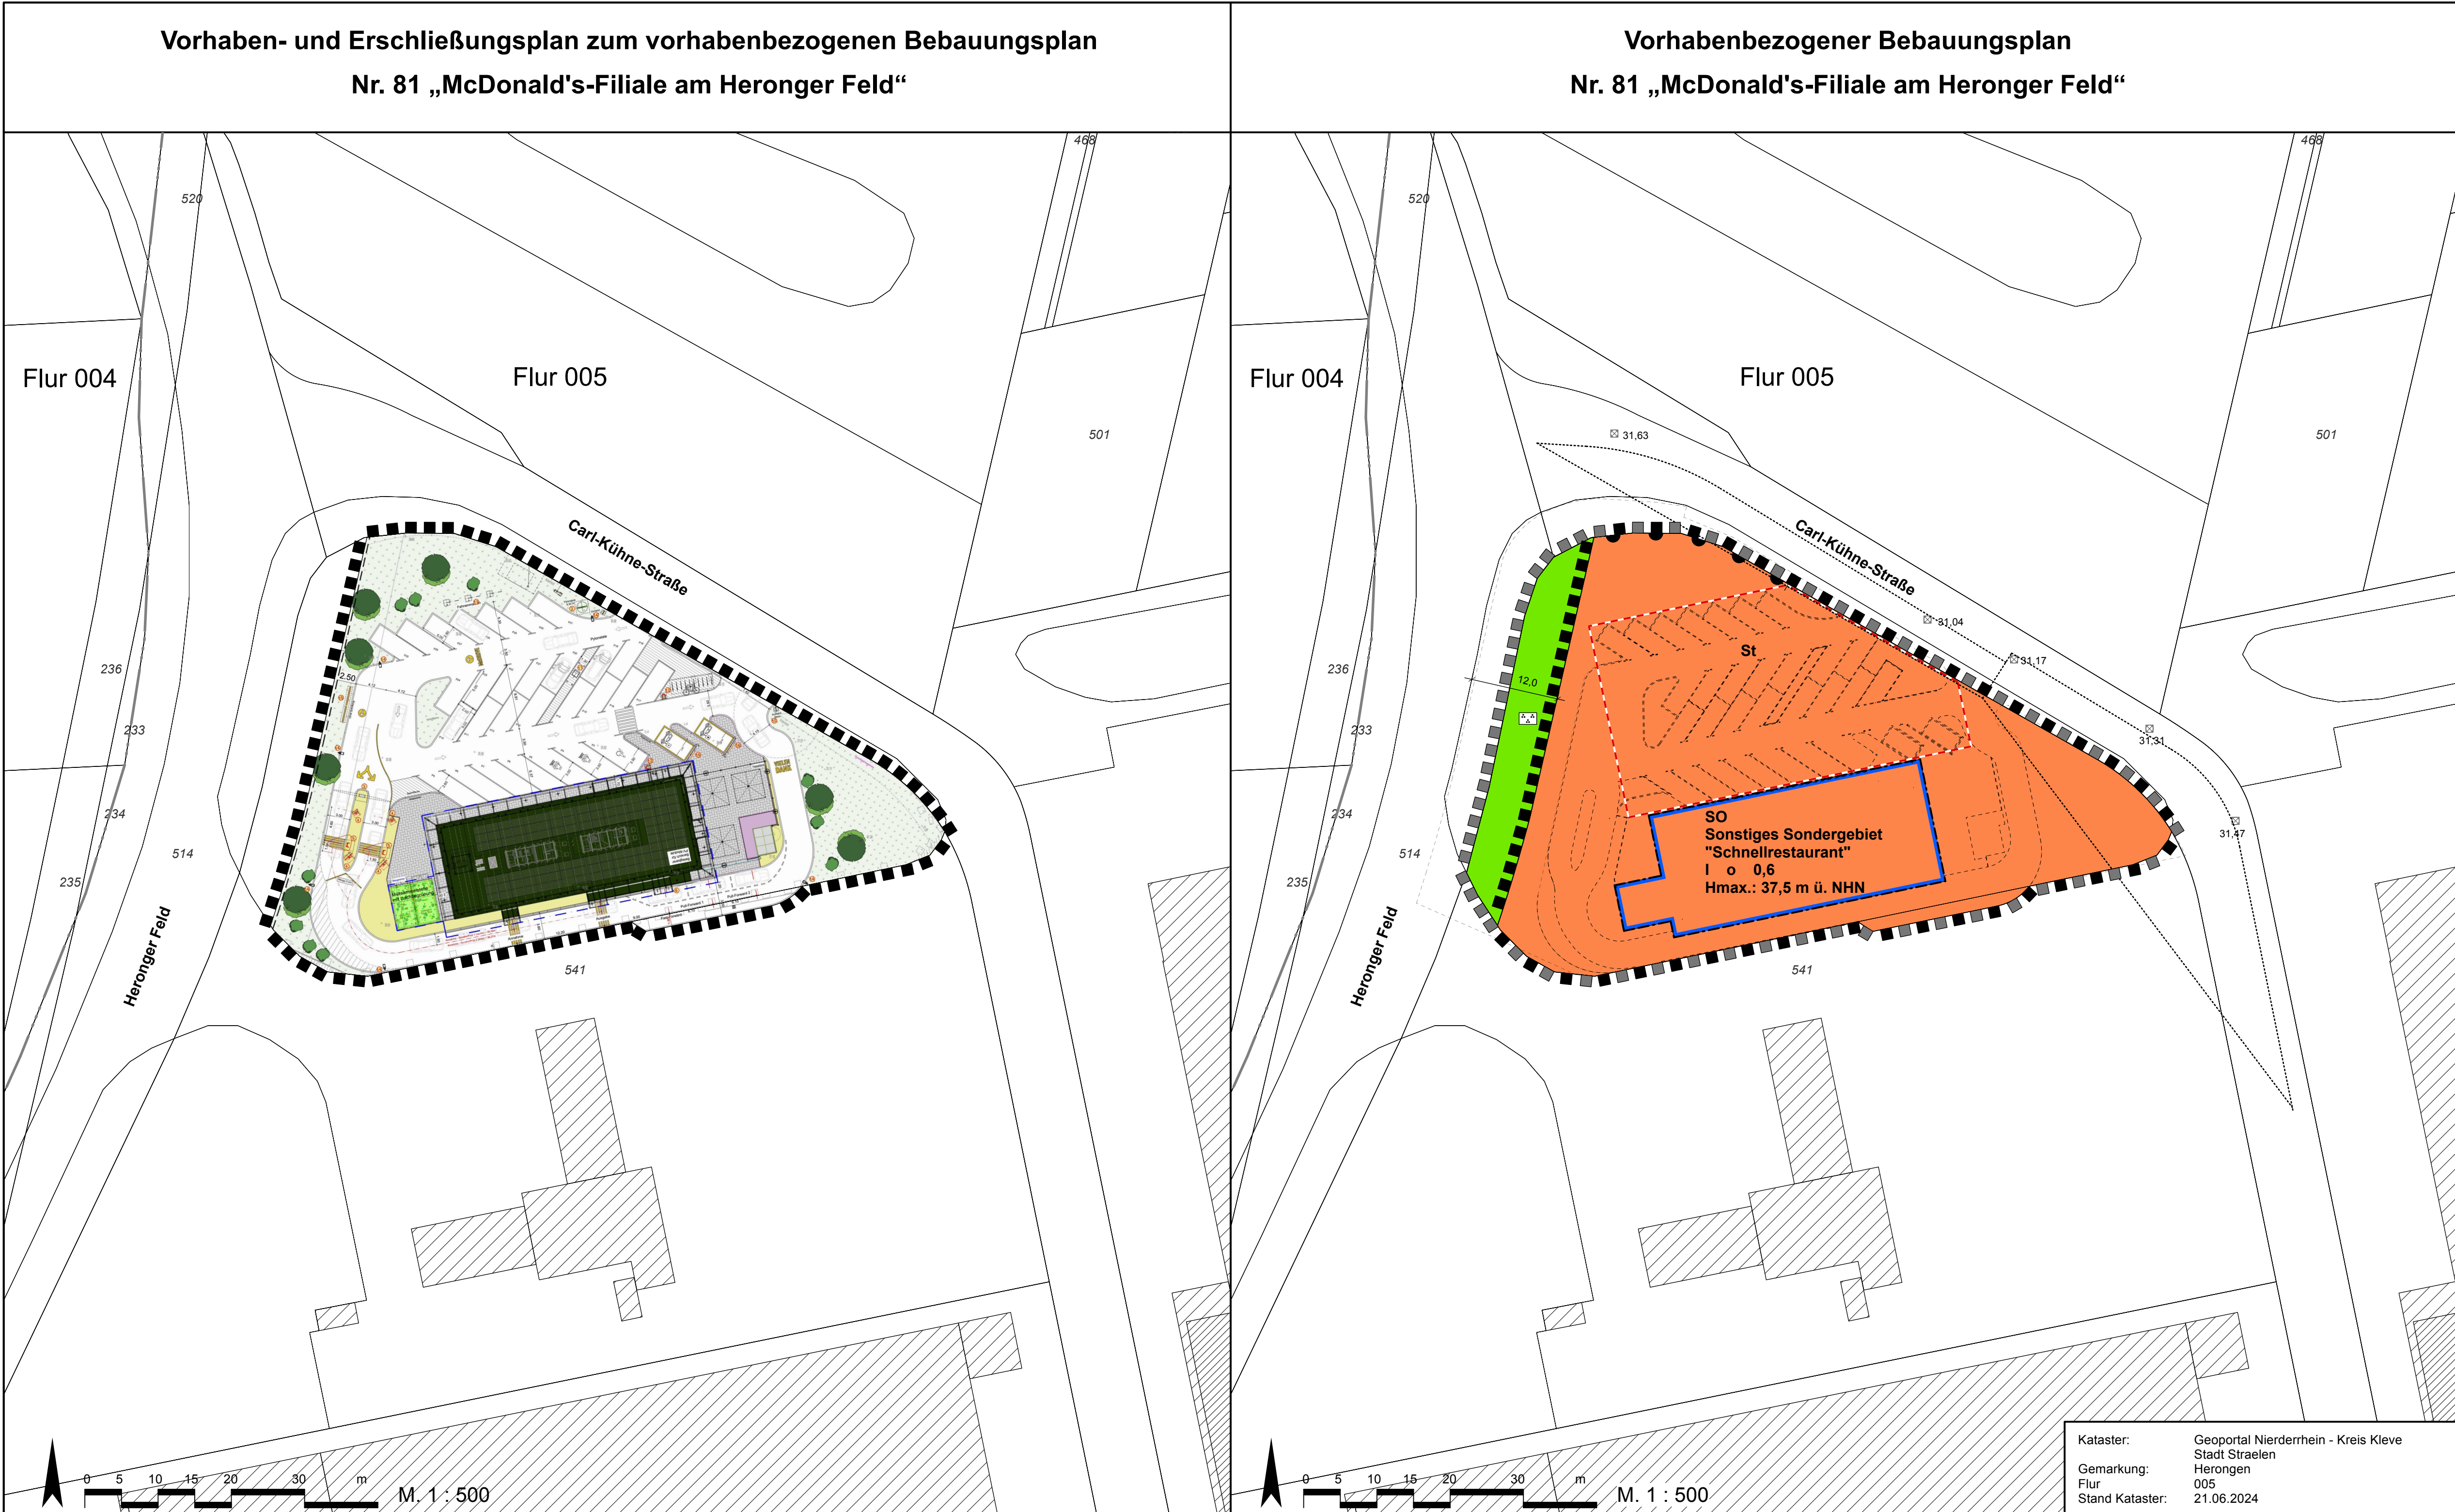 Vorhaben- und Erschließungsplan zum vorhabenbezogenen Bebauungsplan
Nr. 81 „McDonald's-Filiale am Heronger Feld“
468
520
Flur 004
Flur 005
501
Carl-Kühne-Straße
236
2.50
233
234
514
235
VIELEN
DANK
Heronger Feld
541
0 5 10 15 20 30 m
M. 1 : 500
Vorhabenbezogener Bebauungsplan
Nr. 81 „McDonald's-Filiale am Heronger Feld“
468
520
Flur 004
Flur 005
501
31,63
Carl-Kühne-Straße
31,04
31,17
St
236
12,0
233
31,31
31,47
234
514
235
SO
Sonstiges Sondergebiet
"Schnellrestaurant"
I o 0,6
Hmax.: 37,5 m ü. NHN
Heronger Feld
541
0 5 10 15 20 30 m
M. 1 : 500
Kataster: Geoportal Nierderrhein - Kreis Kleve
Stadt Straelen
Gemarkung: Herongen
Flur 005
Stand Kataster: 21.06.2024